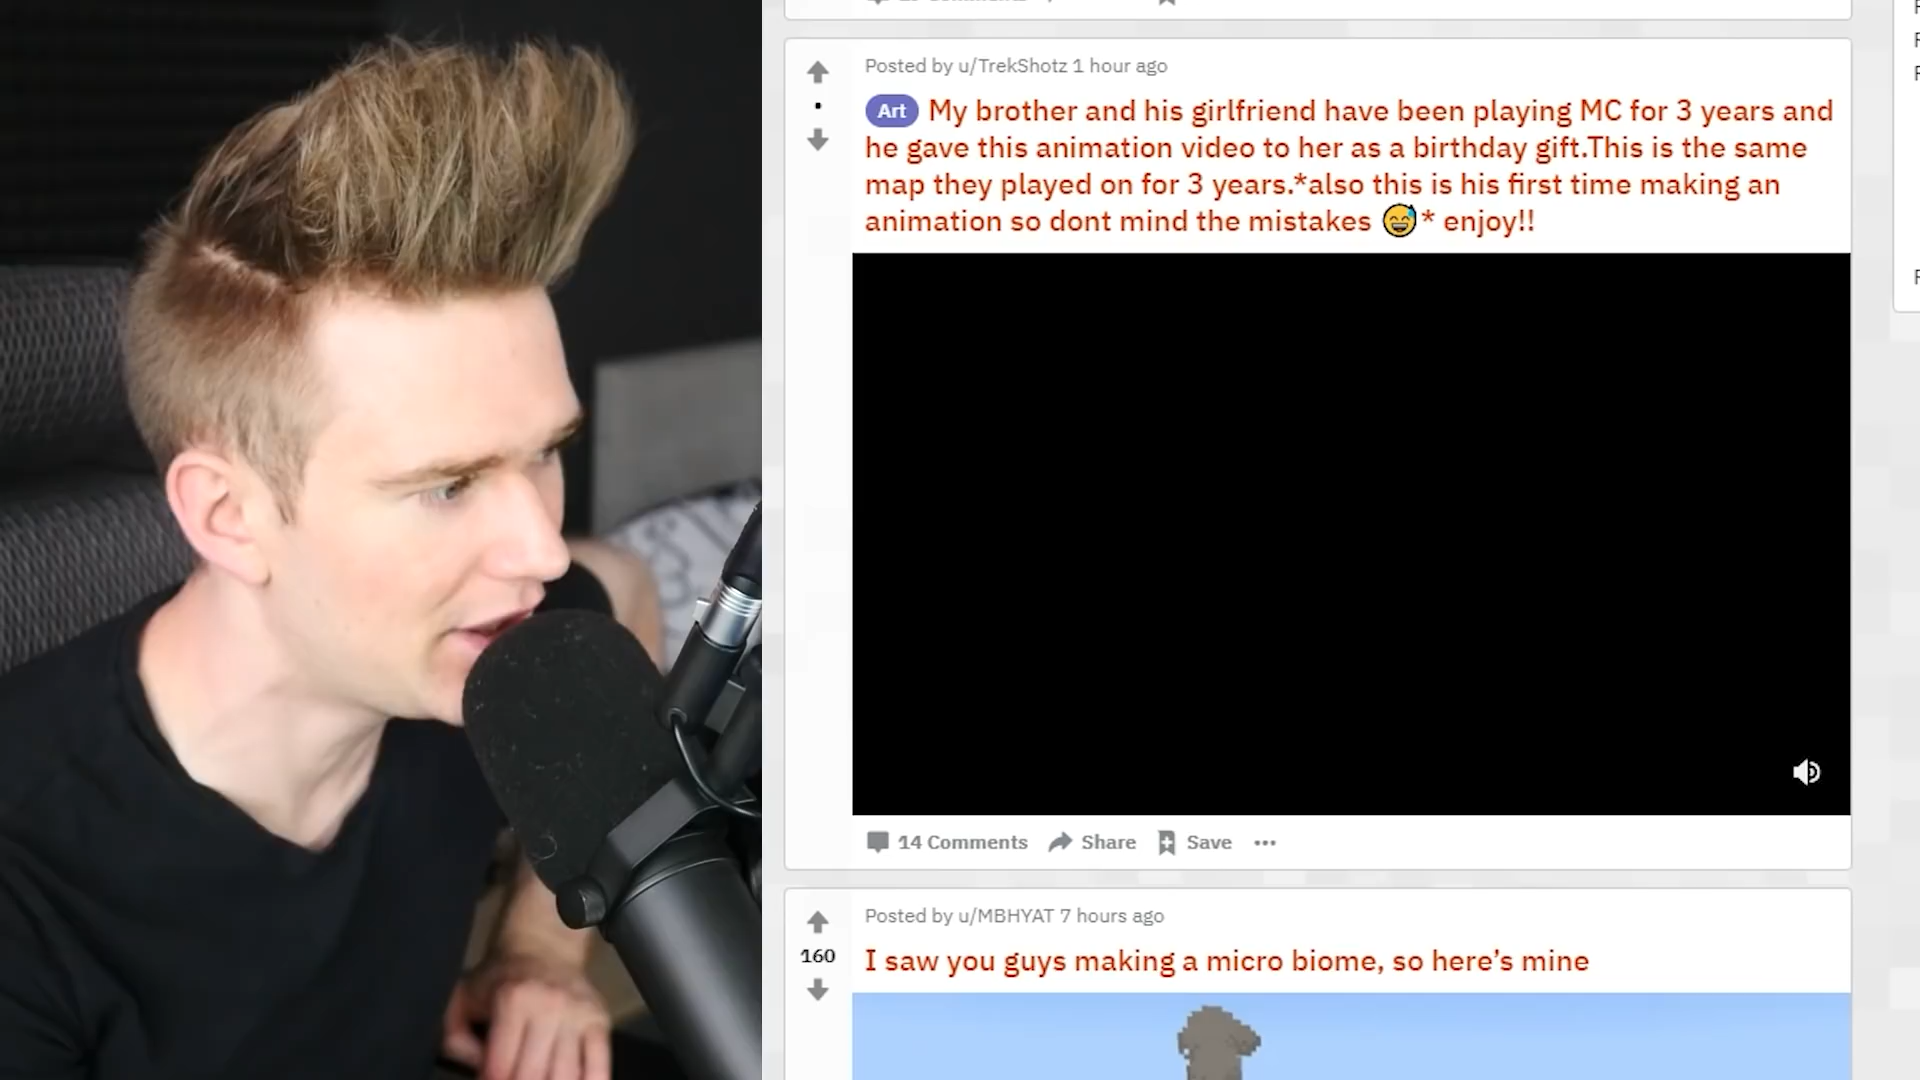 Posted by u/TrekShotz 1 hour ago
Art My brother and his girlfriend have been playing MC for 3 years and
he gave this animation video to her as a birthday gift.This is the same
map they played on for 3 years.*also this is his first time making an
animation so dont mind the mistakes 😅* enjoy!!
14 Comments Share Save
Posted by u/MBHYAT 7 hours ago
160
I saw you guys making a micro biome, so here’s mine